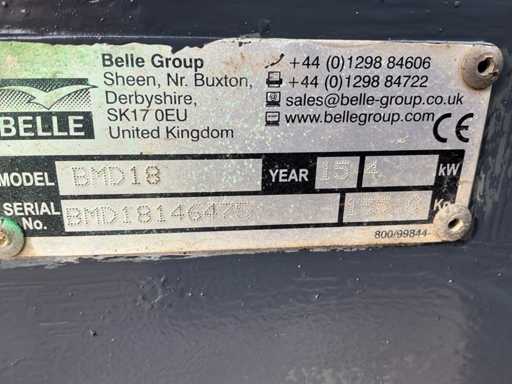 BELLE
Belle Group
Sheen, Nr. Buxton,
Derbyshire,
SK17 0EU
United Kingdom
+44 (0)1298 84606
+44 (0)1298 84722
sales@belle-group.co.uk
www.bellegroup.com
CE
MODEL BMD18 YEAR 15 4 kW
SERIAL No. BMD18146475
800/99844-